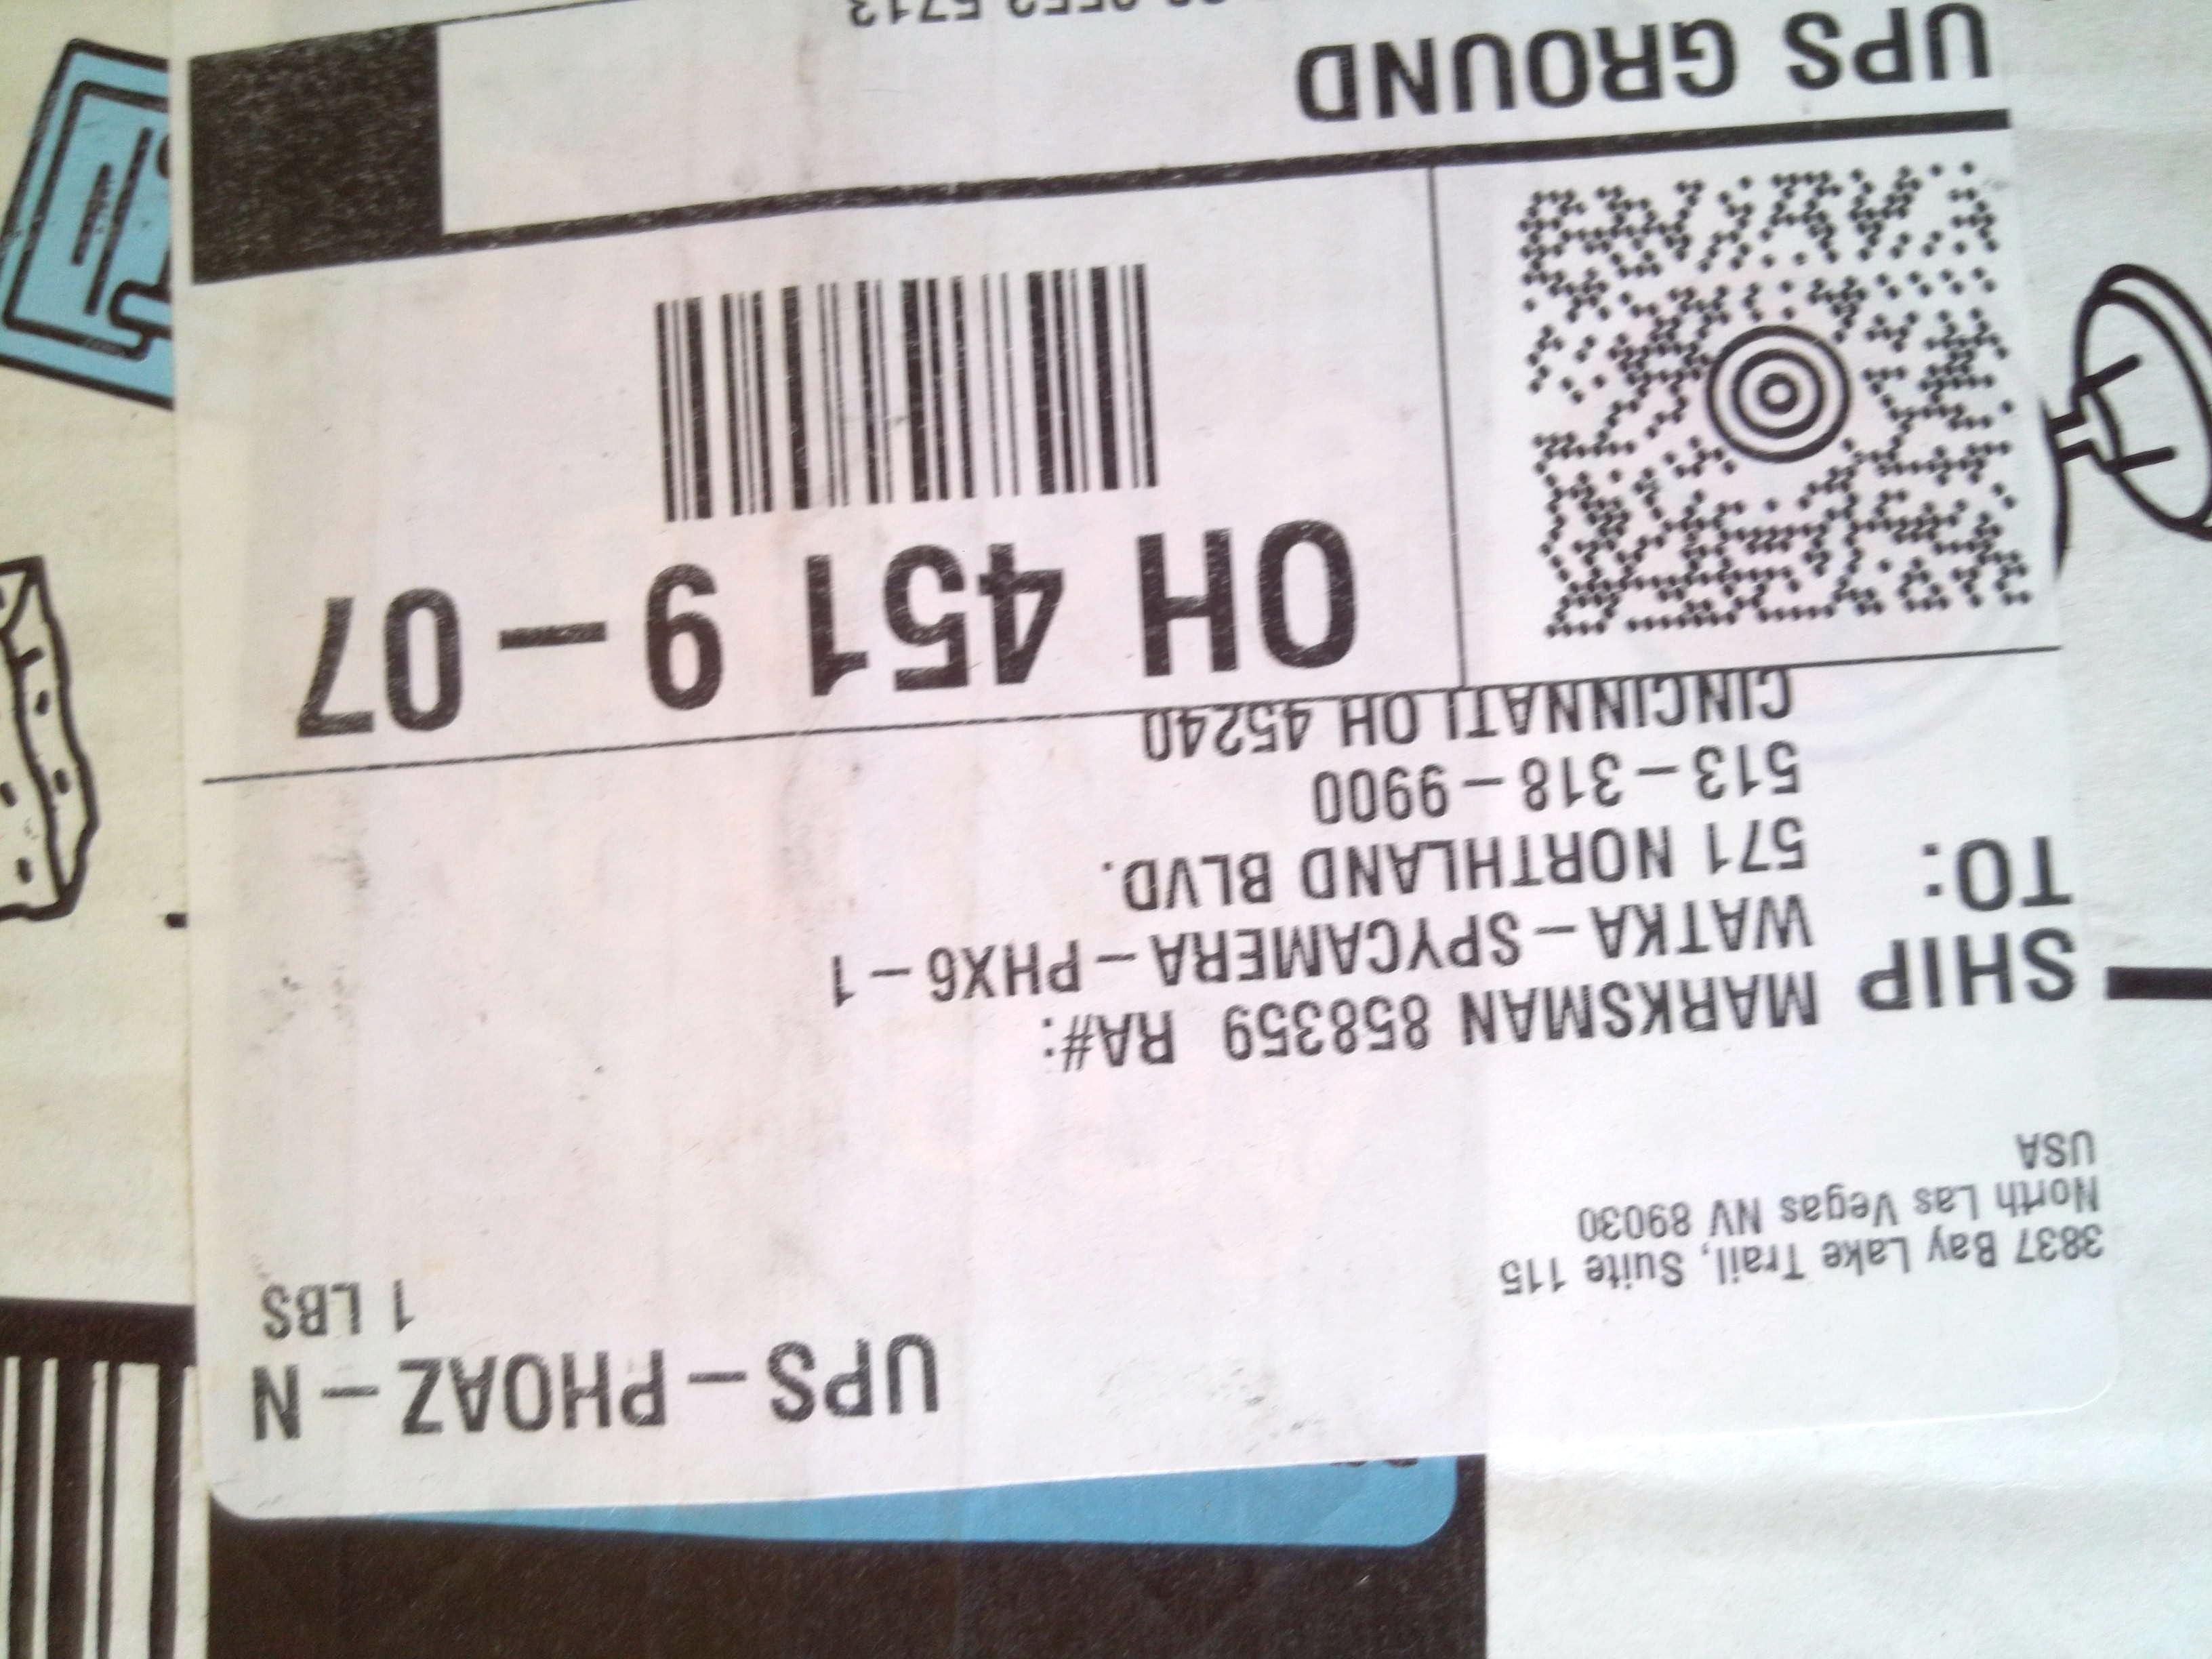 UPS-PHOAZ-N
1 LBS
3837 Bay Lake Trail, Suite 115
North Las Vegas NV 89030
USA
SHIP
TO:
MARKSMAN 858359 RA#:
WATKA-SPYCAMERA-PHX6-1
571 NORTHLAND BLVD.
513-318-9900
CINCINNATI OH 45240
OH 451 9-07
UPS GROUND
5713